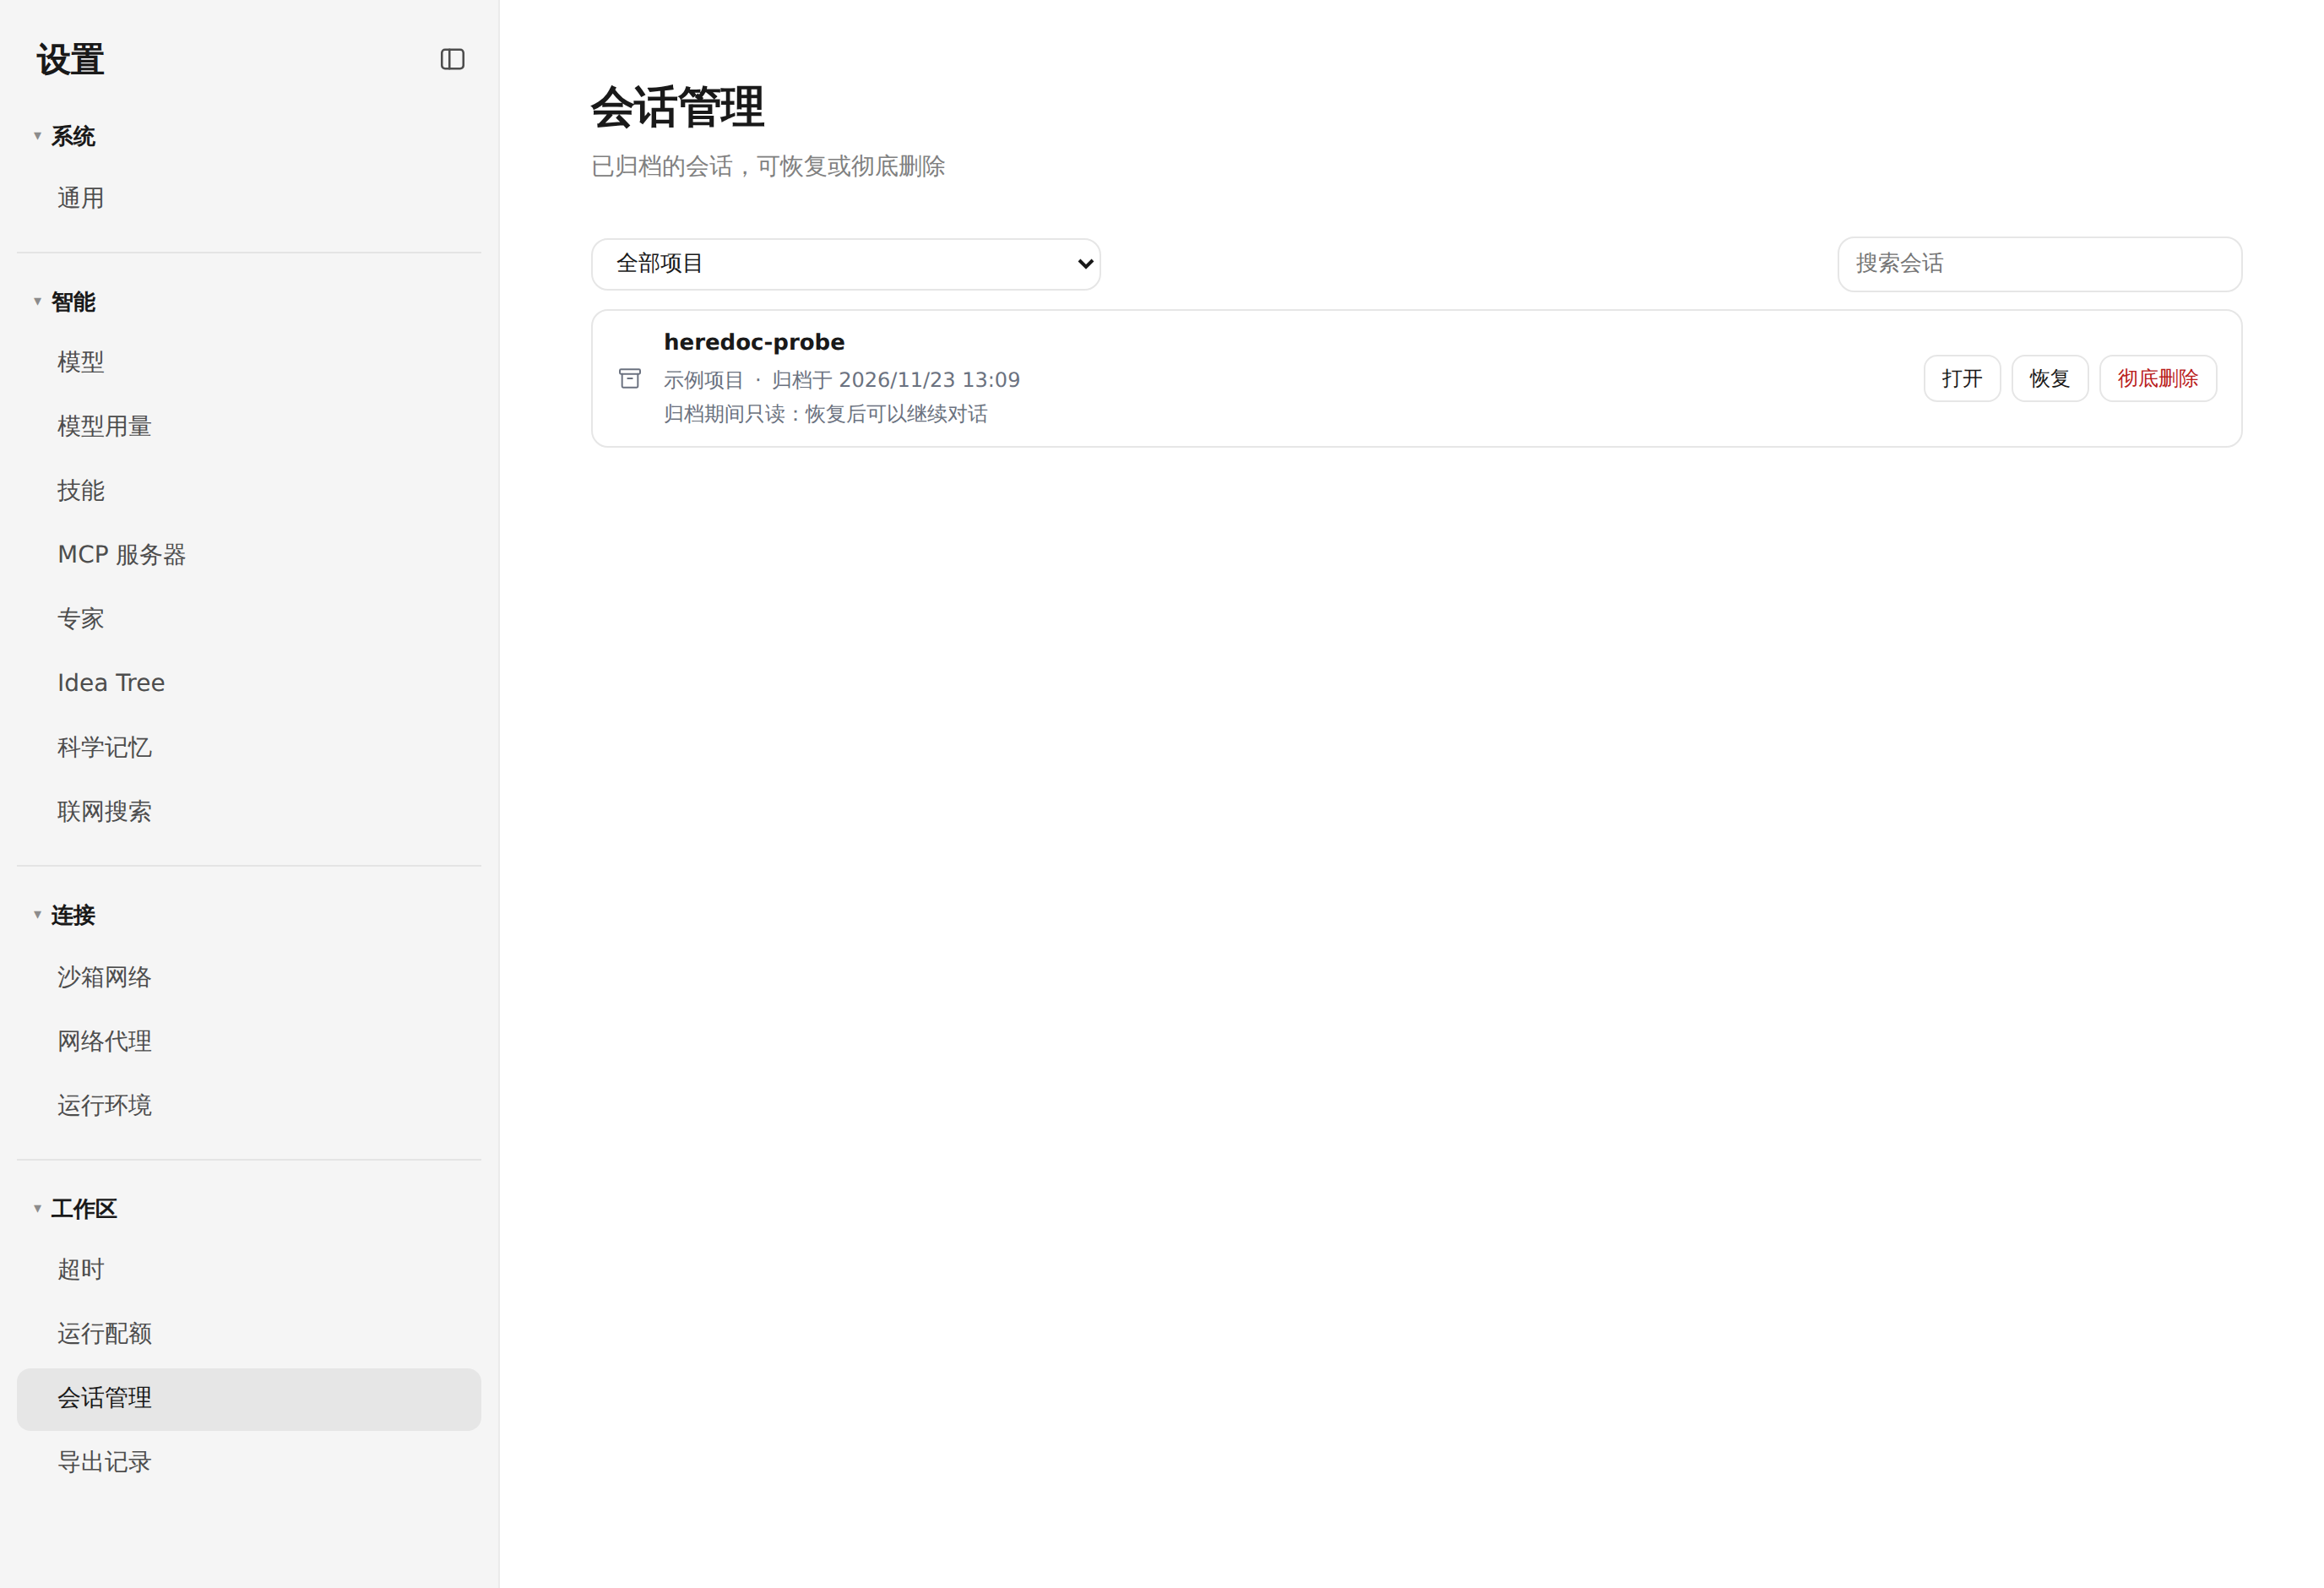 设置
系统
通用
智能
模型
模型用量
技能
MCP 服务器
专家
Idea Tree
科学记忆
联网搜索
连接
沙箱网络
网络代理
运行环境
工作区
超时
运行配额
会话管理
导出记录
会话管理
已归档的会话，可恢复或彻底删除
全部项目
搜索会话
heredoc-probe
示例项目 · 归档于 2026/11/23 13:09
归档期间只读：恢复后可以继续对话
打开 恢复 彻底删除